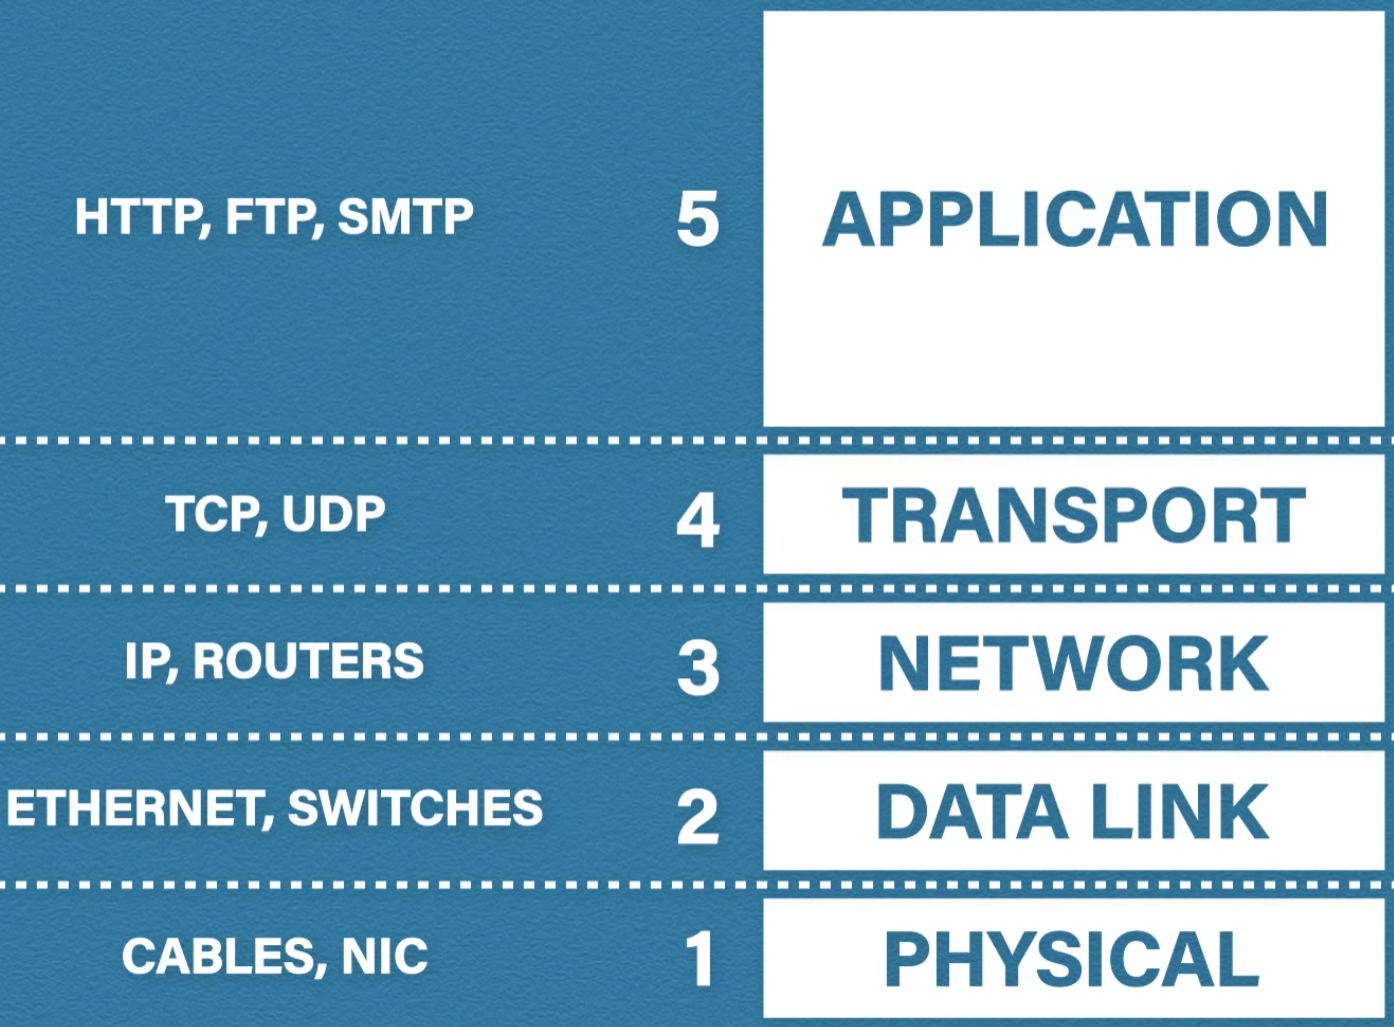 HTTP, FTP, SMTP 5 APPLICATION
TCP, UDP 4 TRANSPORT
IP, ROUTERS 3 NETWORK
ETHERNET, SWITCHES 2 DATA LINK
CABLES, NIC 1 PHYSICAL